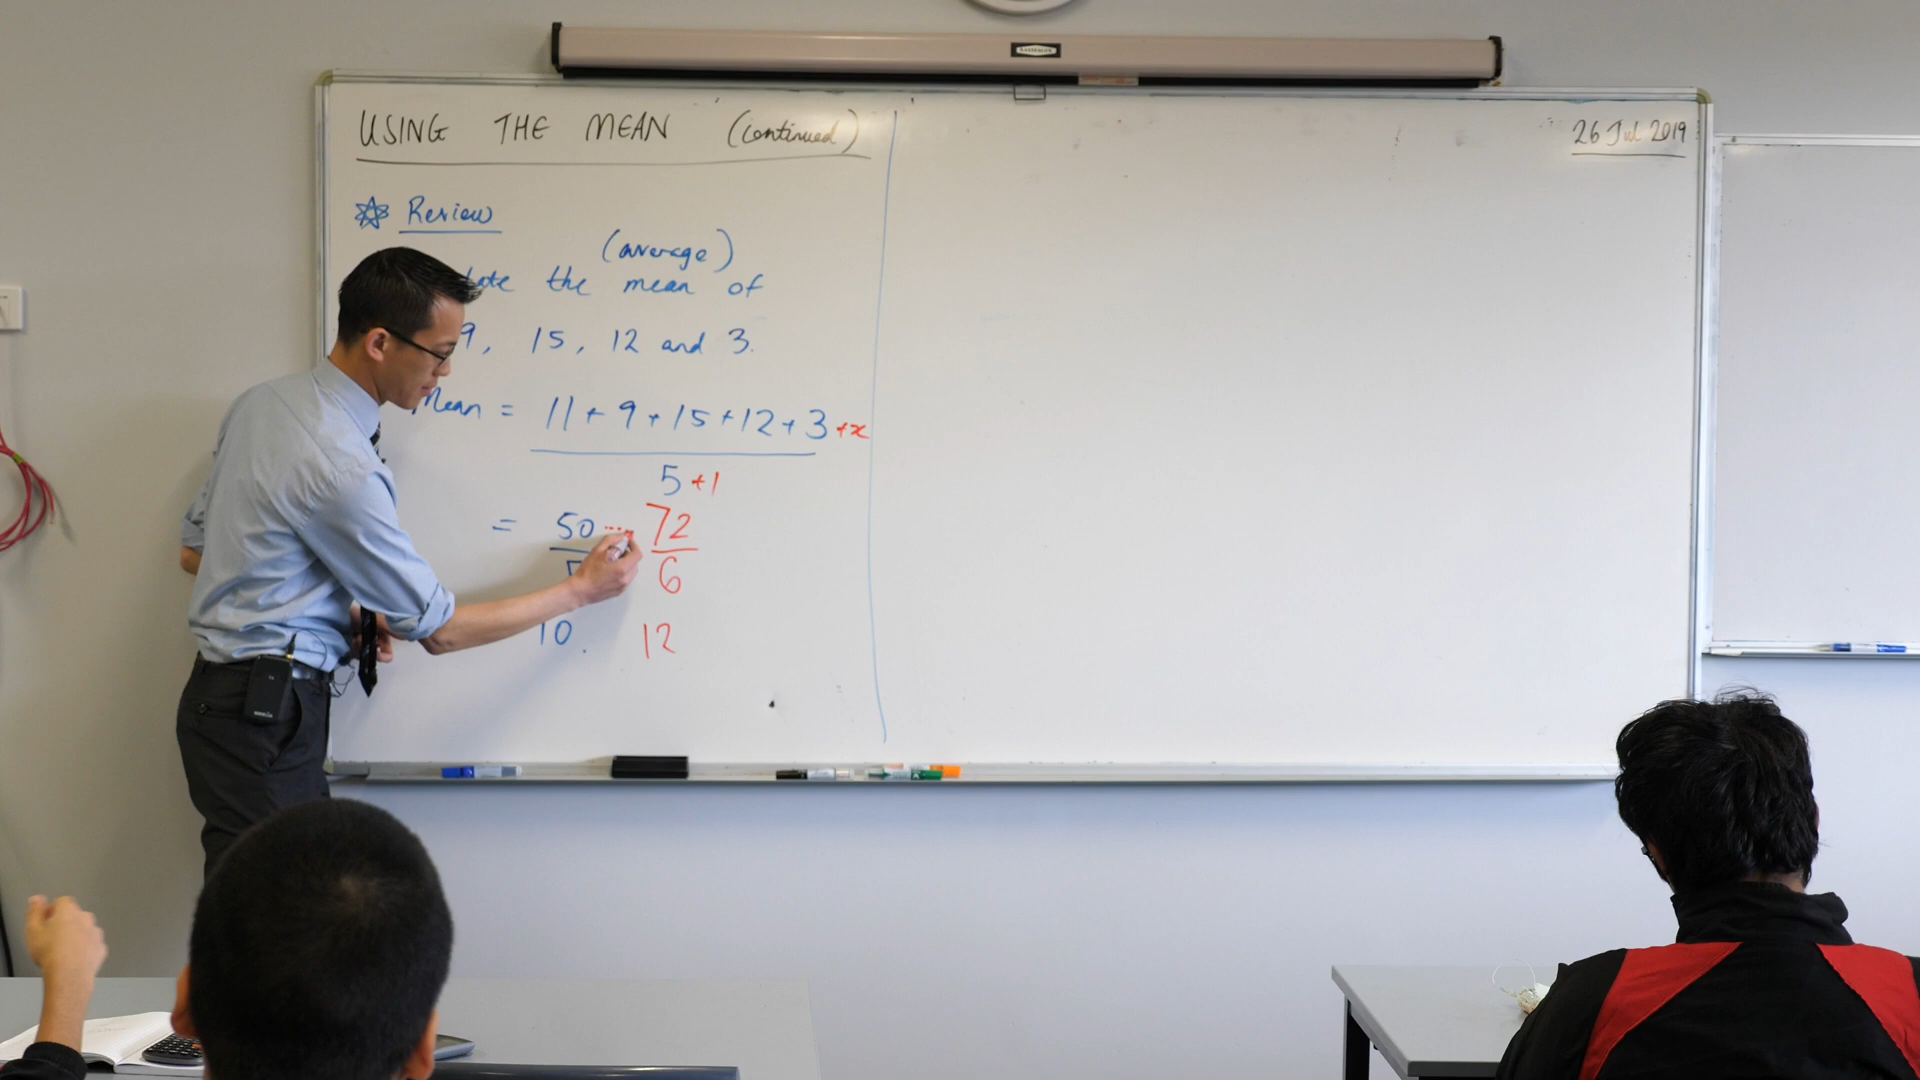 USING THE MEAN (continued)
26 Jul 2019
Review
(average)
the mean of
9, 15, 12 and 3.
Mean = 11 + 9 + 15 + 12 + 3 + x
5 + 1
= 50 72
6
10. 12